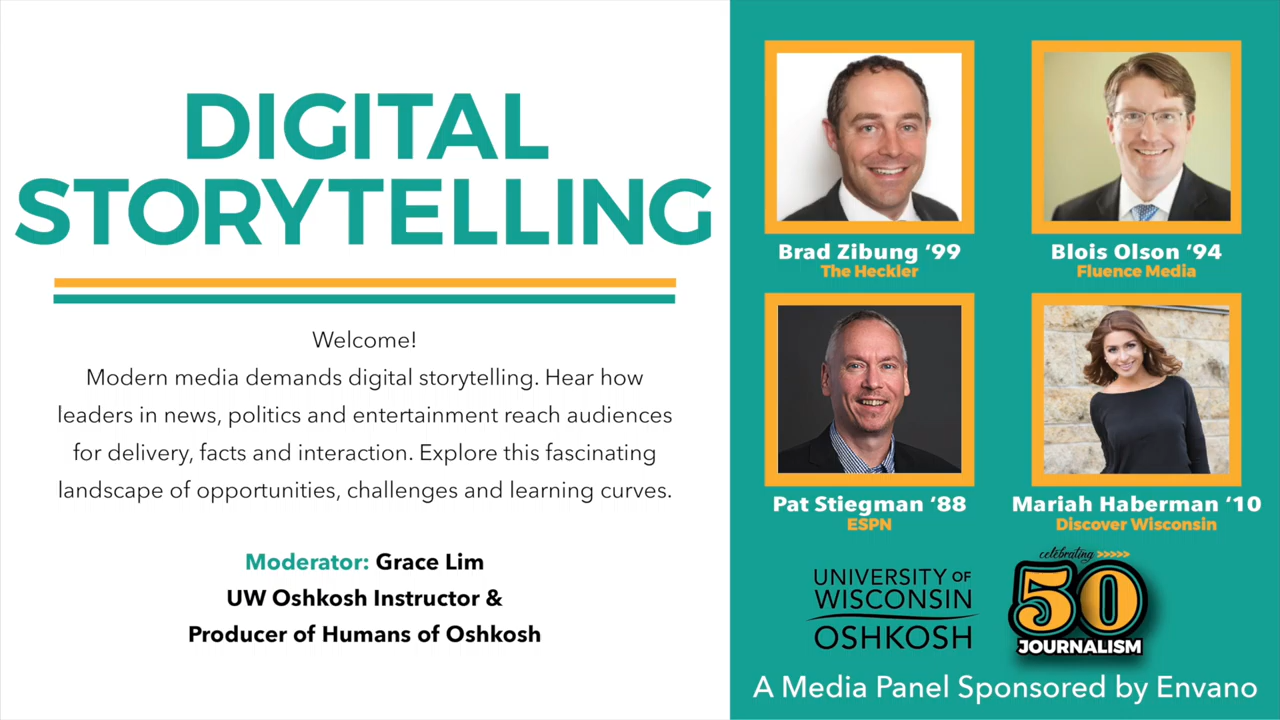 DIGITAL
STORYTELLING
Welcome!
Modern media demands digital storytelling. Hear how
leaders in news, politics and entertainment reach audiences
for delivery, facts and interaction. Explore this fascinating
landscape of opportunities, challenges and learning curves.
Moderator: Grace Lim
UW Oshkosh Instructor &
Producer of Humans of Oshkosh
Brad Zibung ‘99
The Heckler
Blois Olson ‘94
Fluence Media
Pat Stiegman ‘88
ESPN
Mariah Haberman ‘10
Discover Wisconsin
UNIVERSITY OF
WISCONSIN
OSHKOSH
celebrating >>>>>
50
JOURNALISM
A Media Panel Sponsored by Envano